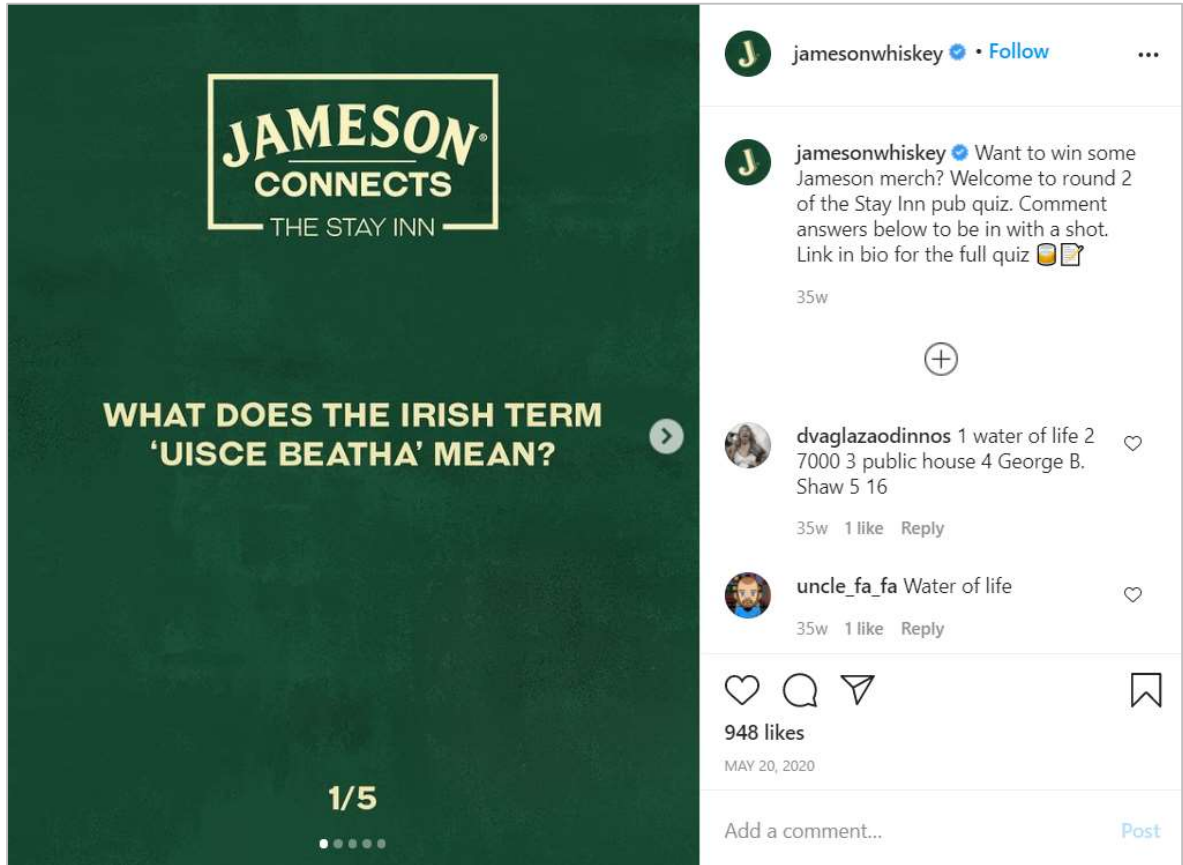 JAMESON®
CONNECTS
THE STAY INN
WHAT DOES THE IRISH TERM
‘UISCE BEATHA’ MEAN?
1/5
jamesonwhiskey • Follow
jamesonwhiskey Want to win some
Jameson merch? Welcome to round 2
of the Stay Inn pub quiz. Comment
answers below to be in with a shot.
Link in bio for the full quiz 🥃📝
35w
dvaglazaodinnos 1 water of life 2
7000 3 public house 4 George B.
Shaw 5 16
35w 1 like Reply
uncle_fa_fa Water of life
35w 1 like Reply
948 likes
MAY 20, 2020
Add a comment... Post